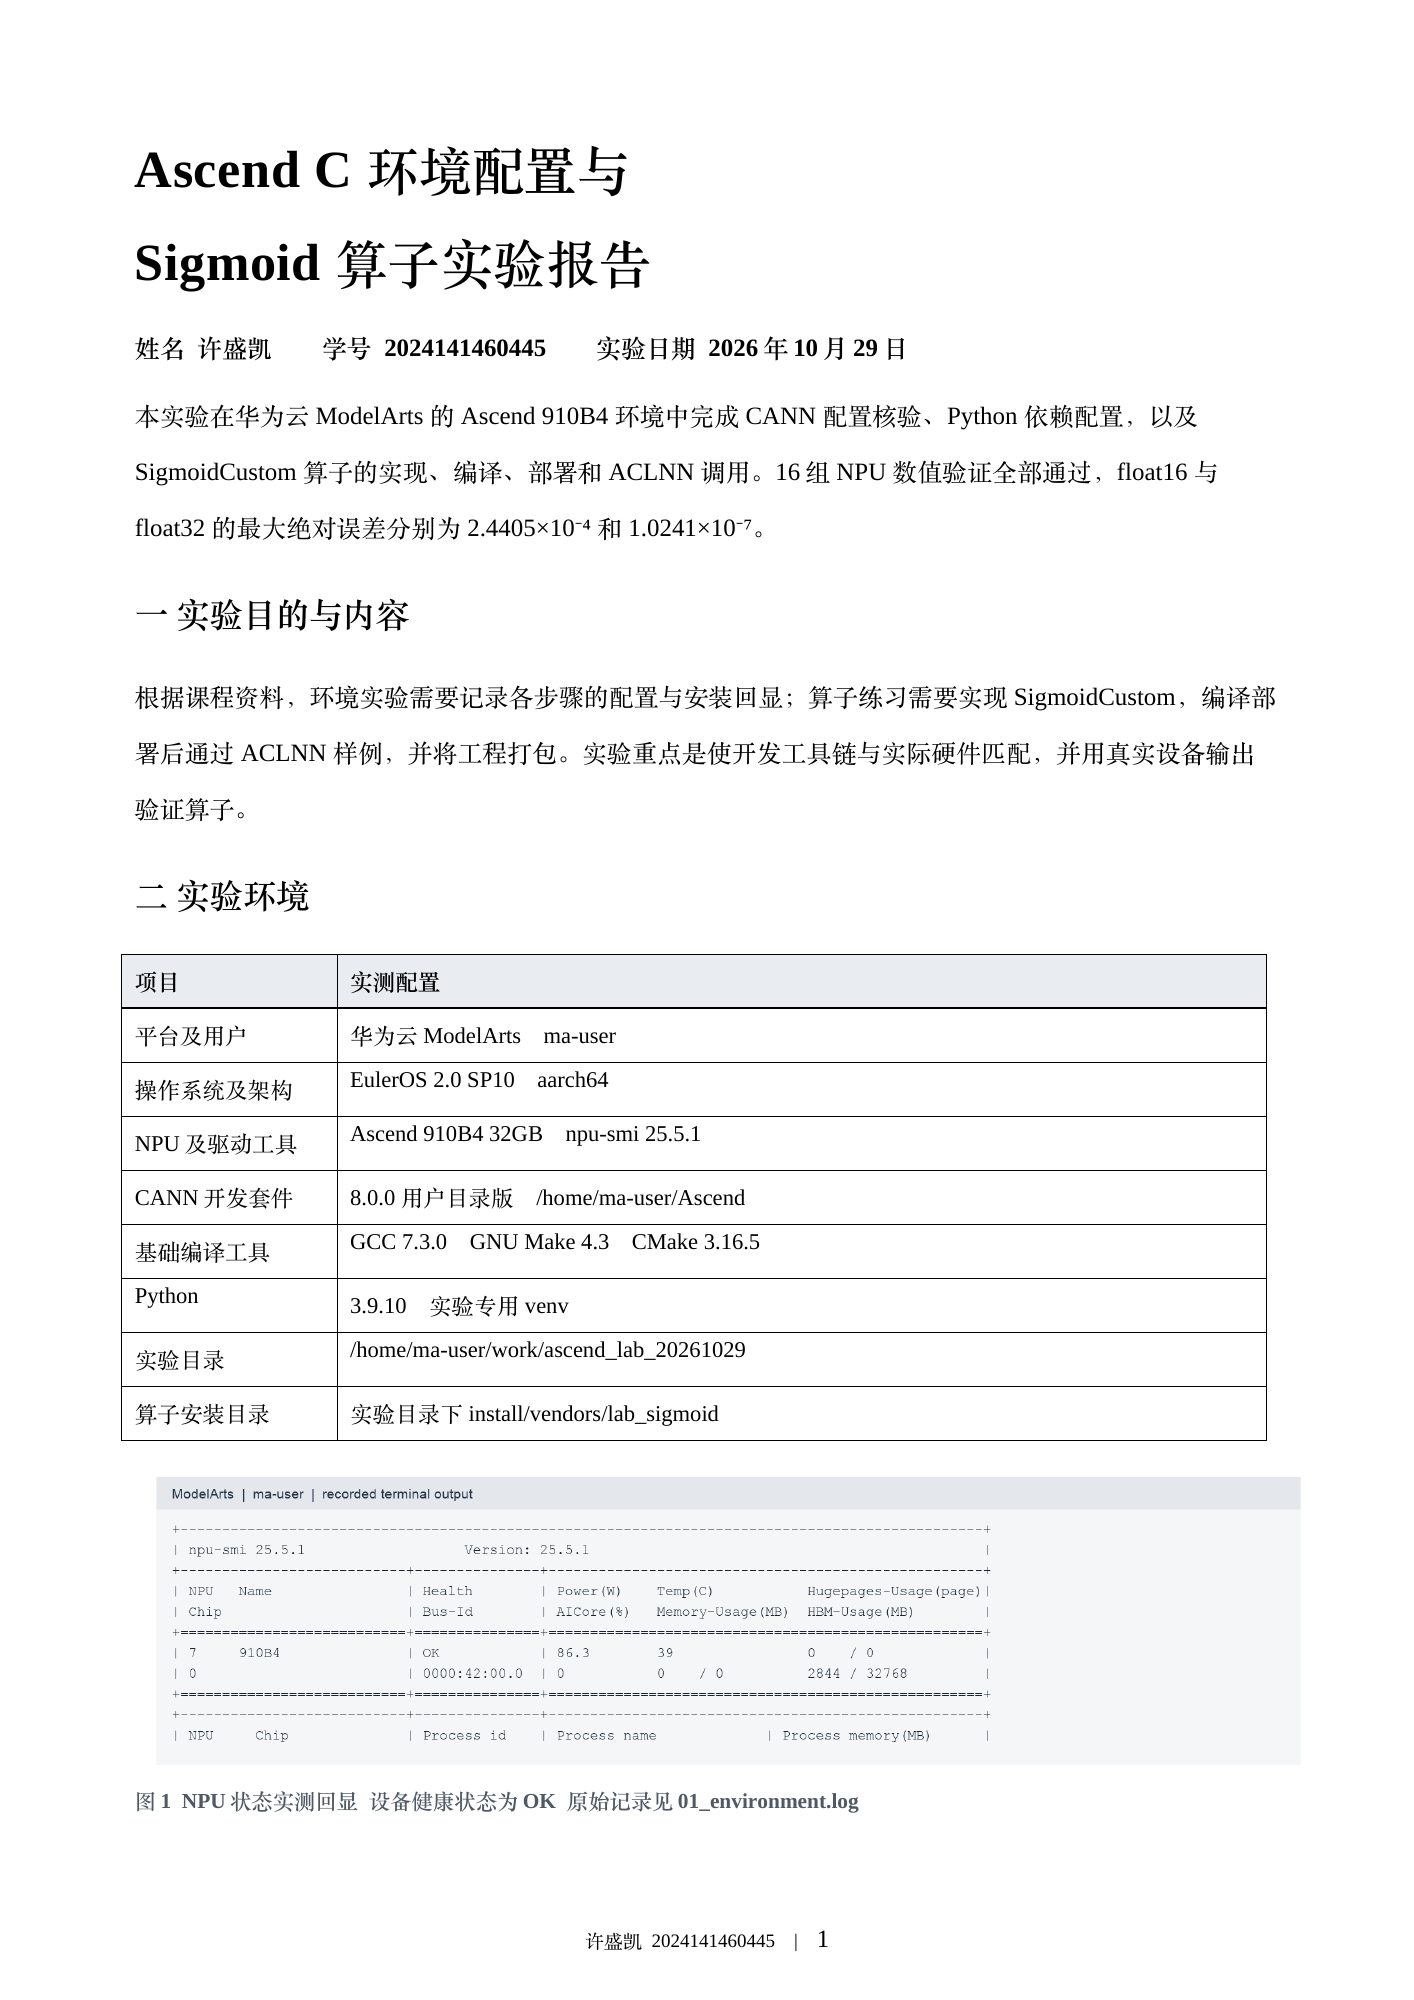 Ascend C 环境配置与
Sigmoid 算子实验报告
姓名 许盛凯 学号 2024141460445 实验日期 2026 年 10 月 29 日
本实验在华为云 ModelArts 的 Ascend 910B4 环境中完成 CANN 配置核验、Python 依赖配置，以及
SigmoidCustom 算子的实现、编译、部署和 ACLNN 调用。16 组 NPU 数值验证全部通过，float16 与
float32 的最大绝对误差分别为 2.4405×10⁻⁴ 和 1.0241×10⁻⁷。
一 实验目的与内容
根据课程资料，环境实验需要记录各步骤的配置与安装回显；算子练习需要实现 SigmoidCustom，编译部
署后通过 ACLNN 样例，并将工程打包。实验重点是使开发工具链与实际硬件匹配，并用真实设备输出
验证算子。
二 实验环境
项目 实测配置
平台及用户 华为云 ModelArts ma-user
操作系统及架构 EulerOS 2.0 SP10 aarch64
NPU 及驱动工具 Ascend 910B4 32GB npu-smi 25.5.1
CANN 开发套件 8.0.0 用户目录版 /home/ma-user/Ascend
基础编译工具 GCC 7.3.0 GNU Make 4.3 CMake 3.16.5
Python 3.9.10 实验专用 venv
实验目录 /home/ma-user/work/ascend_lab_20261029
算子安装目录 实验目录下 install/vendors/lab_sigmoid
ModelArts | ma-user | recorded terminal output
+------------------------------------------------------------------------------------------------+
| npu-smi 25.5.1                   Version: 25.5.1                                               |
+---------------------------+---------------+----------------------------------------------------+
| NPU   Name                | Health        | Power(W)    Temp(C)           Hugepages-Usage(page)|
| Chip                      | Bus-Id        | AICore(%)   Memory-Usage(MB)  HBM-Usage(MB)        |
+===========================+===============+====================================================+
| 7     910B4               | OK            | 86.3        39                0    / 0             |
| 0                         | 0000:42:00.0  | 0           0    / 0          2844 / 32768         |
+===========================+===============+====================================================+
+---------------------------+---------------+----------------------------------------------------+
| NPU     Chip              | Process id    | Process name             | Process memory(MB)      |
图 1 NPU 状态实测回显 设备健康状态为 OK 原始记录见 01_environment.log
许盛凯 2024141460445 | 1